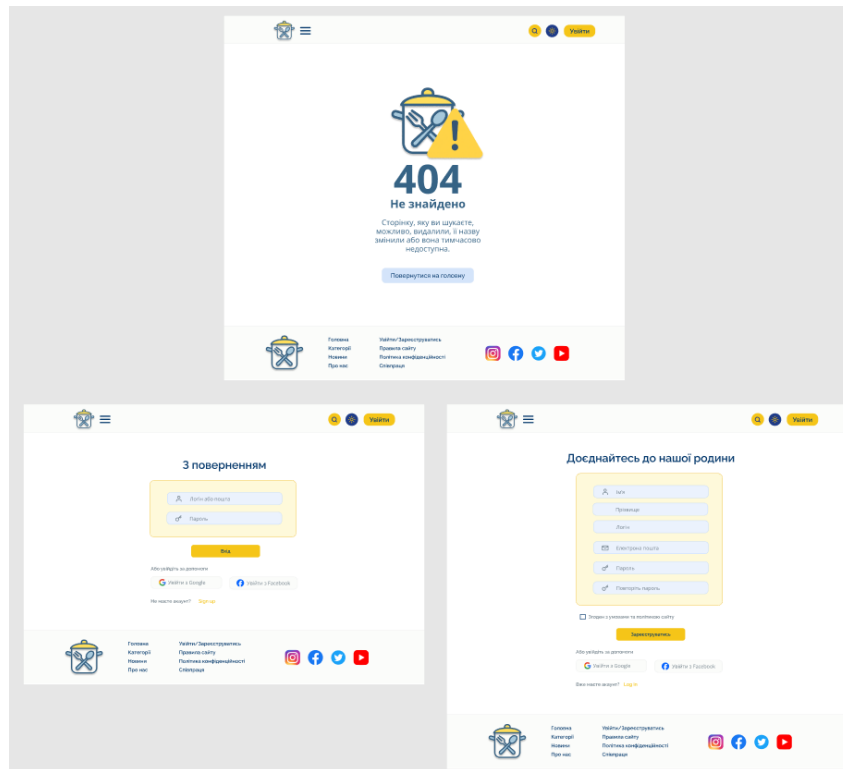 Увійти
404
Не знайдено
Сторінку, яку ви шукаєте,
можливо, видалили, її назву
змінили або вона тимчасово
недоступна.
Повернутися на головну
Головна
Категорії
Новини
Про нас
Увійти/Зареєструватись
Правила сайту
Політика конфіденційності
Співпраця
Увійти
З поверненням
Логін або пошта
Пароль
Вхід
Або увійдіть за допомоги
Увійти з Google
Увійти з Facebook
Не маєте акаунт? Sign up
Головна
Категорії
Новини
Про нас
Увійти/Зареєструватись
Правила сайту
Політика конфіденційності
Співпраця
Увійти
Доєднайтесь до нашої родини
Ім'я
Прізвище
Логін
Електрона пошта
Пароль
Повторіть пароль
Згоден з умовами та політикою сайту
Зареєструватись
Або увійдіть за допомоги
Увійти з Google
Увійти з Facebook
Вже маєте акаунт? Log in
Головна
Категорії
Новини
Про нас
Увійти/Зареєструватись
Правила сайту
Політика конфіденційності
Співпраця